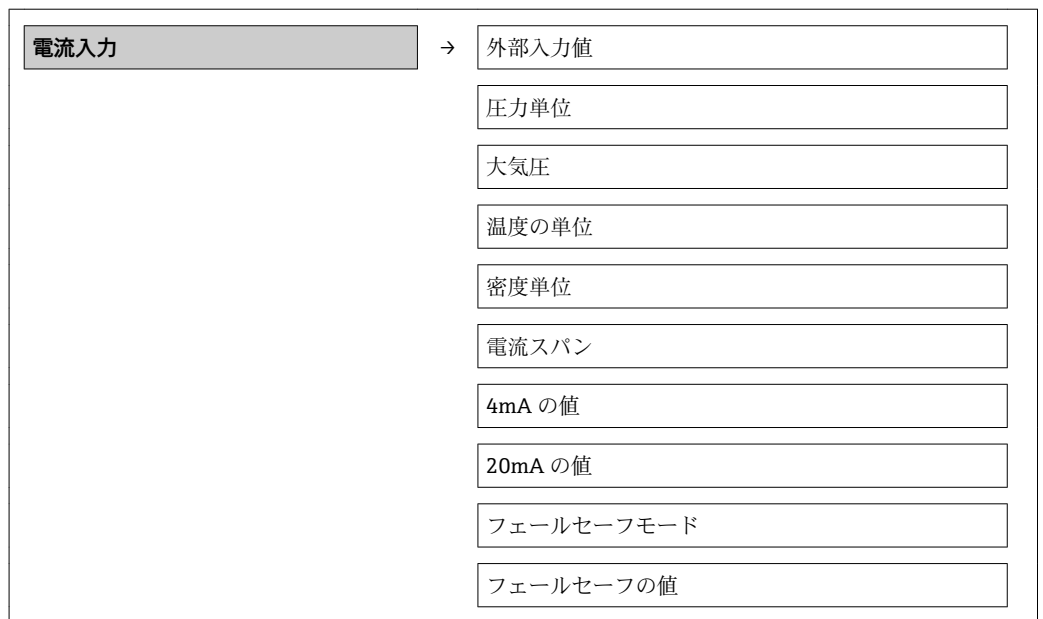 電流入力 → 外部入力値
圧力単位
大気圧
温度の単位
密度単位
電流スパン
4mA の値
20mA の値
フェールセーフモード
フェールセーフの値